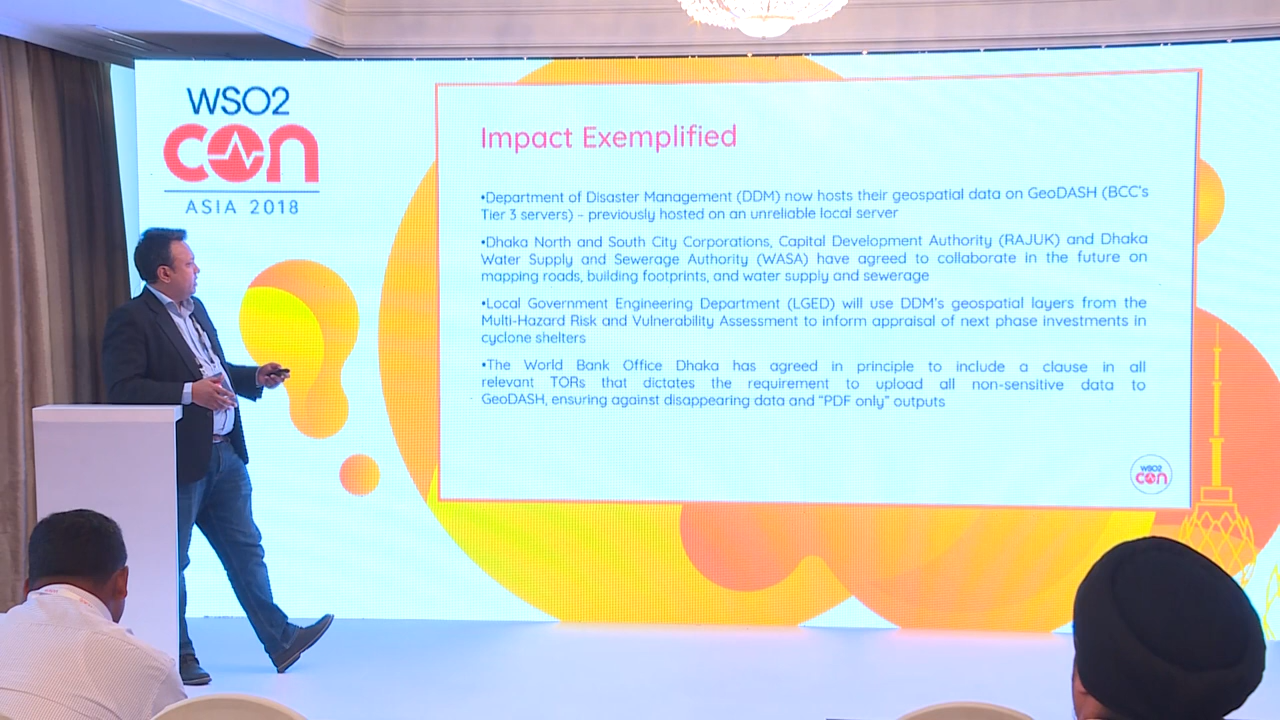 WSO2
con
ASIA 2018
Impact Exemplified
•Department of Disaster Management (DDM) now hosts their geospatial data on GeoDASH (BCC's
Tier 3 servers) – previously hosted on an unreliable local server
•Dhaka North and South City Corporations, Capital Development Authority (RAJUK) and Dhaka
Water Supply and Sewerage Authority (WASA) have agreed to collaborate in the future on
mapping roads, building footprints, and water supply and sewerage
•Local Government Engineering Department (LGED) will use DDM's geospatial layers from the
Multi-Hazard Risk and Vulnerability Assessment to inform appraisal of next phase investments in
cyclone shelters
•The World Bank Office Dhaka has agreed in principle to include a clause in all
relevant TORs that dictates the requirement to upload all non-sensitive data to
GeoDASH, ensuring against disappearing data and “PDF only” outputs
WSO2
con